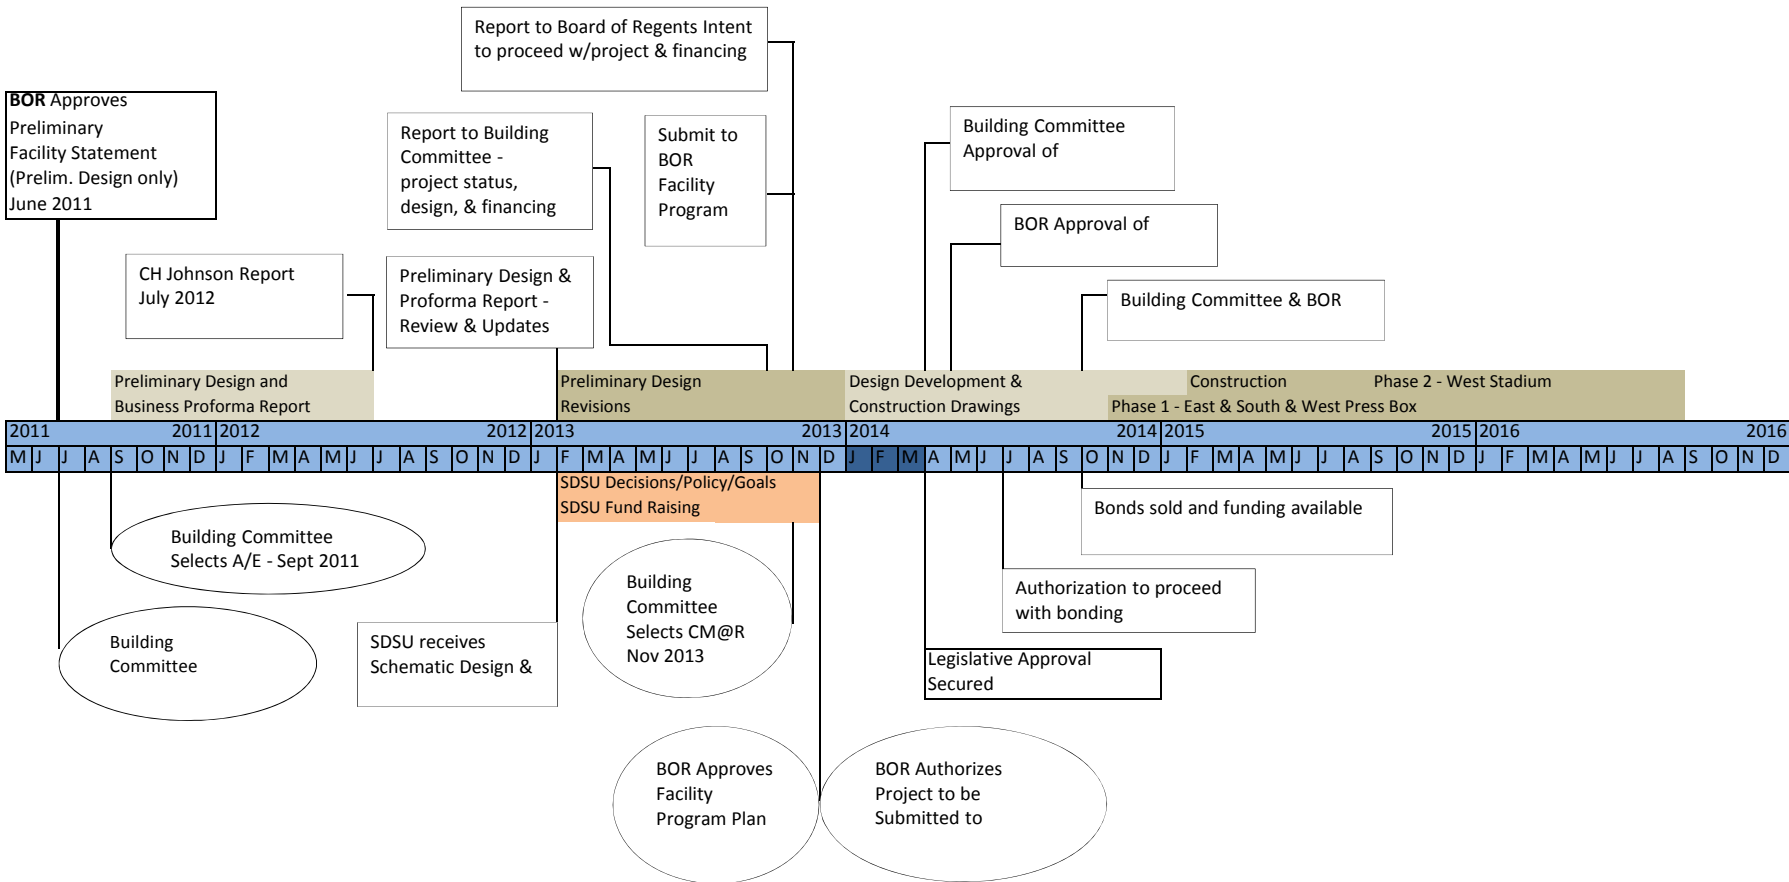 Report to Board of Regents Intent
to proceed w/project & financing
BOR Approves
Preliminary
Facility Statement
(Prelim. Design only)
June 2011
Report to Building
Committee -
project status,
design, & financing
Submit to
BOR
Facility
Program
Building Committee
Approval of
BOR Approval of
CH Johnson Report
July 2012
Preliminary Design &
Proforma Report -
Review & Updates
Building Committee & BOR
Preliminary Design and
Business Proforma Report
Preliminary Design
Revisions
Design Development &
Construction Drawings
Construction Phase 2 - West Stadium
Phase 1 - East & South & West Press Box
2011 2011 2012 2012 2013 2013 2014 2014 2015 2015 2016 2016
M J J A S O N D J F M A M J J A S O N D J F M A M J J A S O N D J F M A M J J A S O N D J F M A M J J A S O N D J F M A M J J A S O N D
SDSU Decisions/Policy/Goals
SDSU Fund Raising
Bonds sold and funding available
Building Committee
Selects A/E - Sept 2011
Building
Committee
Selects CM@R
Nov 2013
Authorization to proceed
with bonding
Building
Committee
SDSU receives
Schematic Design &
Legislative Approval
Secured
BOR Approves
Facility
Program Plan
BOR Authorizes
Project to be
Submitted to